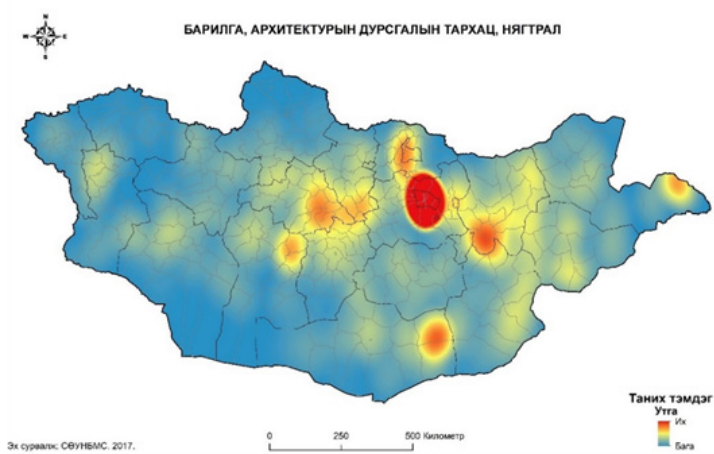 N
W E
S
БАРИЛГА, АРХИТЕКТУРЫН ДУРСГАЛЫН ТАРХАЦ, НЯГТРАЛ
Таних тэмдэг
Утга
Их
Бага
Эх сурвалж: СӨҮНБМС. 2017.
0 250 500 Километр